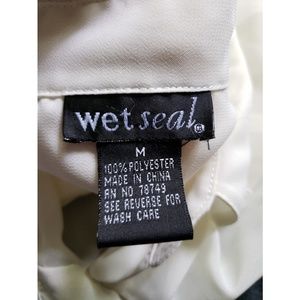 wet seal®
M
100% POLYESTER
MADE IN CHINA
RN NO 78749
SEE REVERSE FOR
WASH CARE